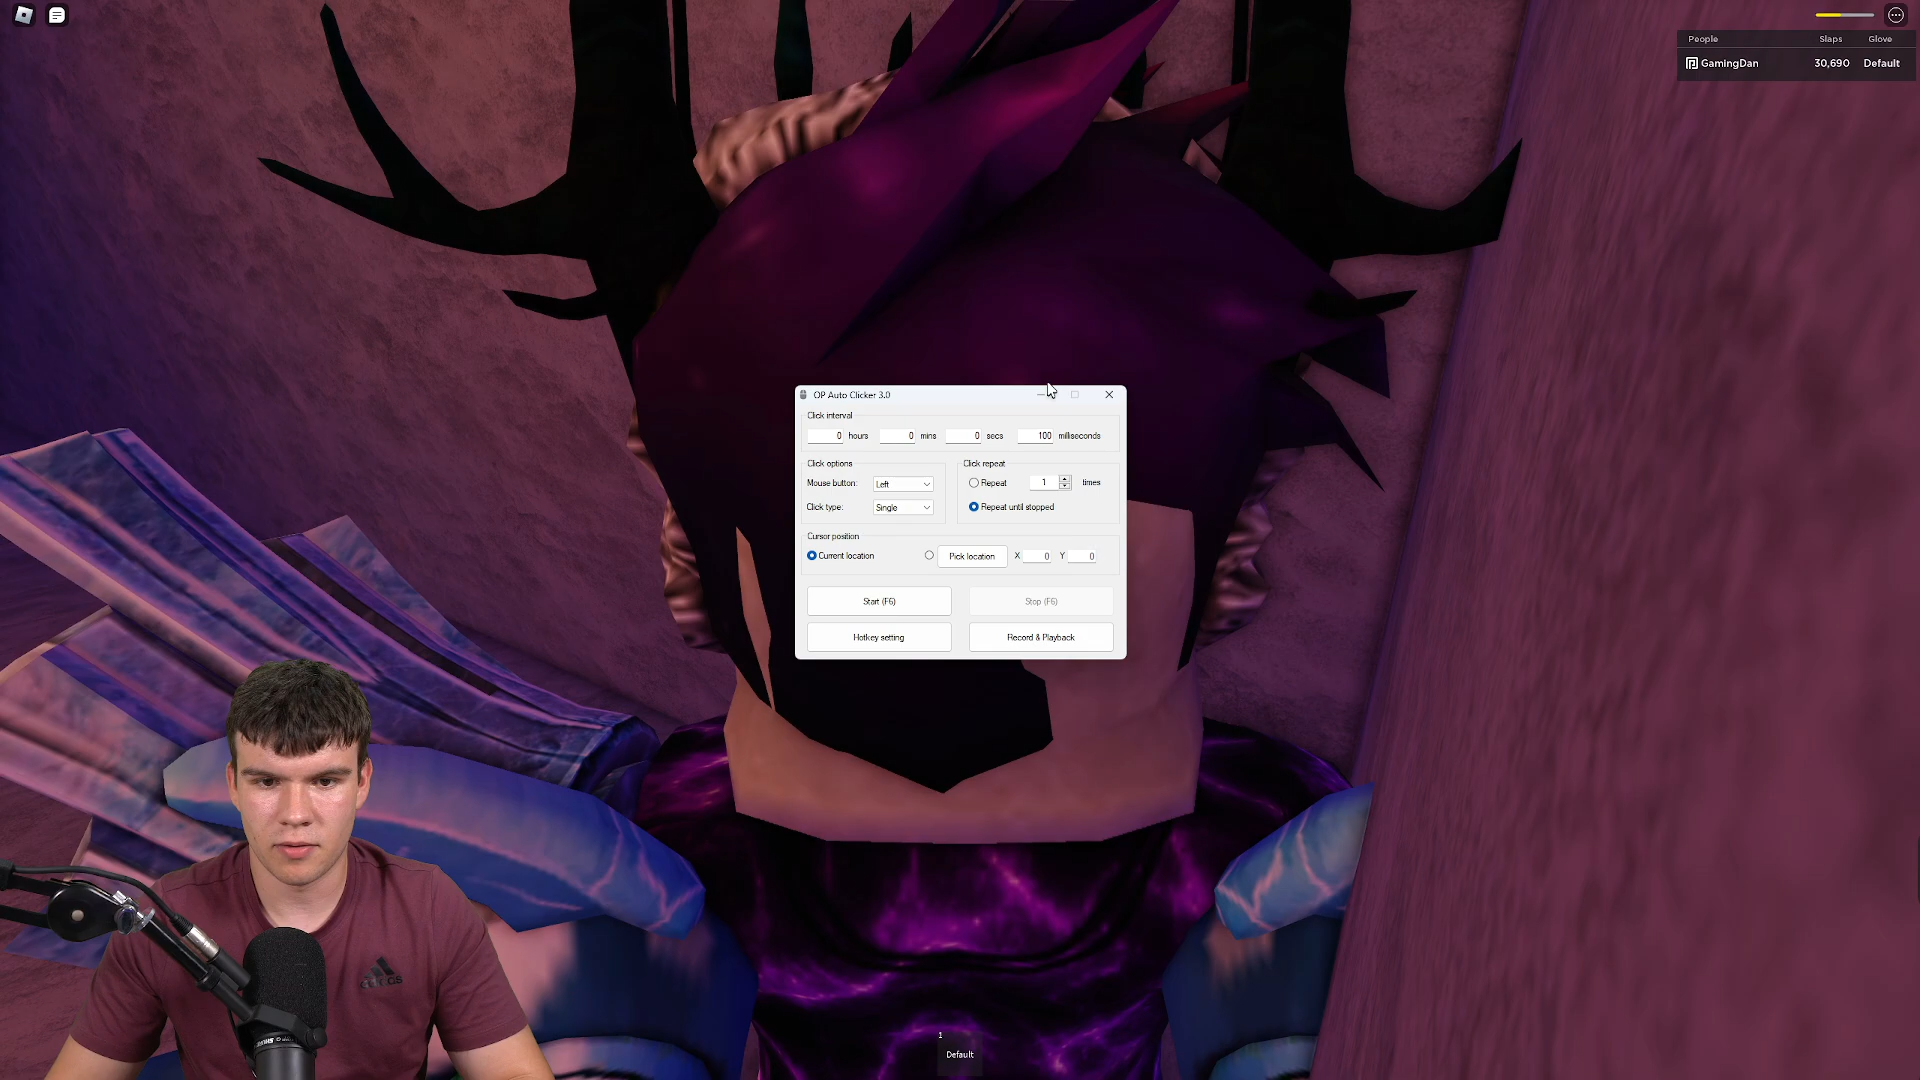 People Slaps Glove
GamingDan 30,690 Default
OP Auto Clicker 3.0
Click interval
0 hours 0 mins 0 secs 100 milliseconds
Click options
Mouse button: Left
Click type: Single
Click repeat
Repeat 1 times
Repeat until stopped
Cursor position
Current location Pick location X 0 Y 0
Start (F6) Stop (F6)
Hotkey setting Record & Playback
adidas
1
Default